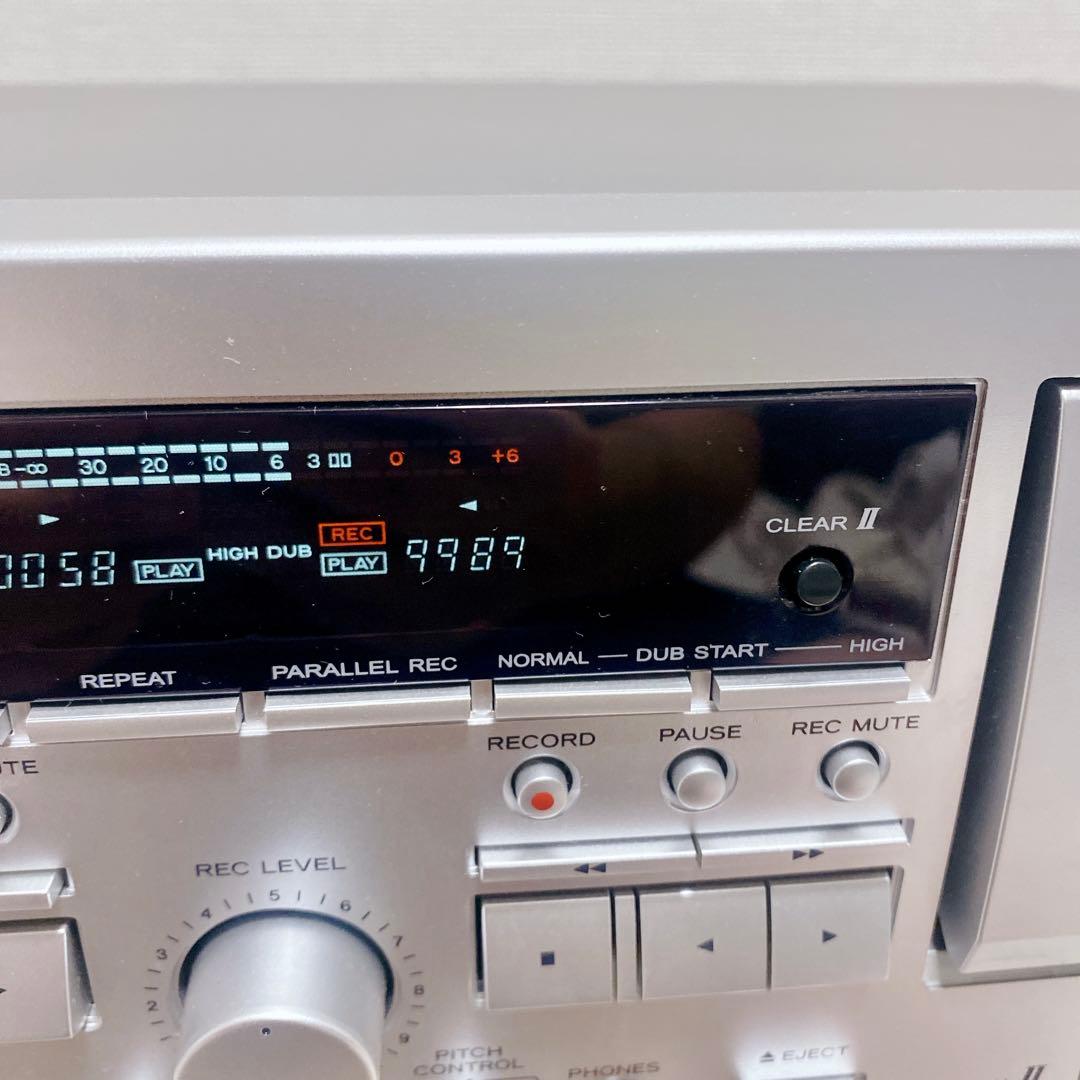 B -∞ 30 20 10 6 3 0 3 +6
REC
0058 PLAY HIGH DUB PLAY 9989
CLEAR II
REPEAT PARALLEL REC NORMAL — DUB START — HIGH
RECORD PAUSE REC MUTE
REC LEVEL
1 2 3 4 5 6 7 8 9
PITCH
CONTROL
PHONES
EJECT
II